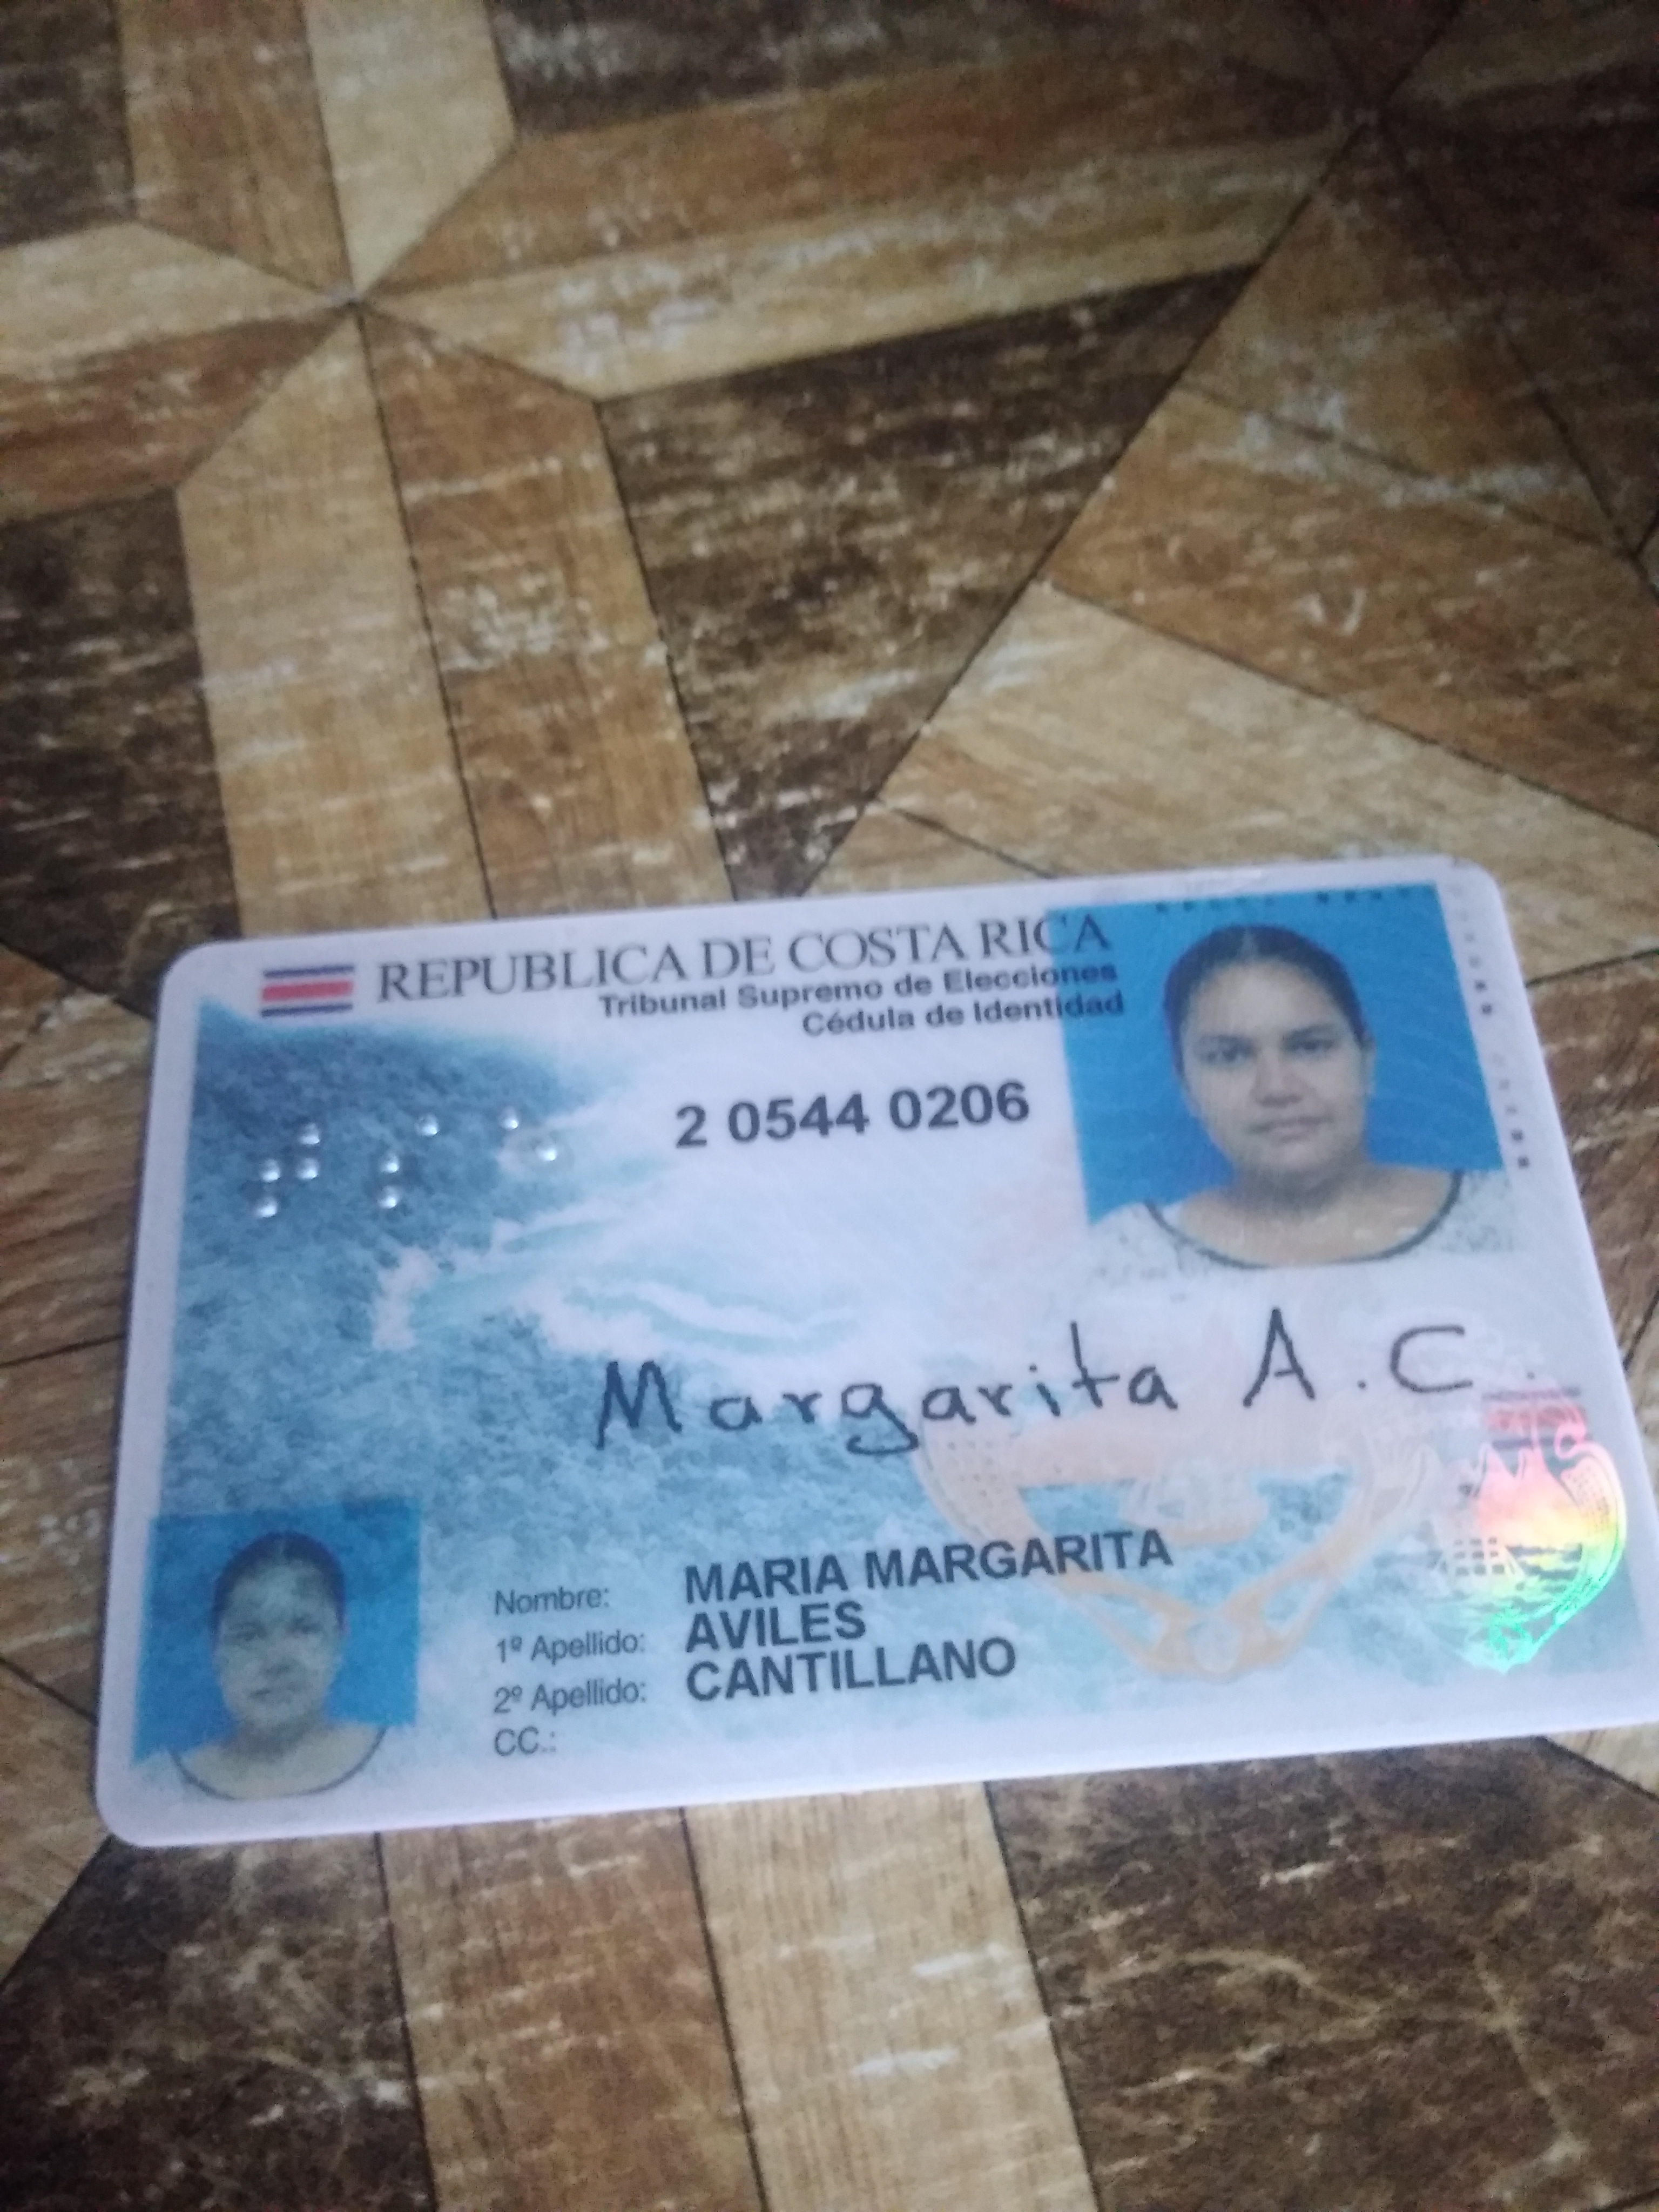 REPUBLICA DE COSTA RICA
Tribunal Supremo de Elecciones
Cédula de Identidad
2 0544 0206
Margarita A. C.
Nombre: MARIA MARGARITA
1º Apellido: AVILES
2º Apellido: CANTILLANO
CC.: